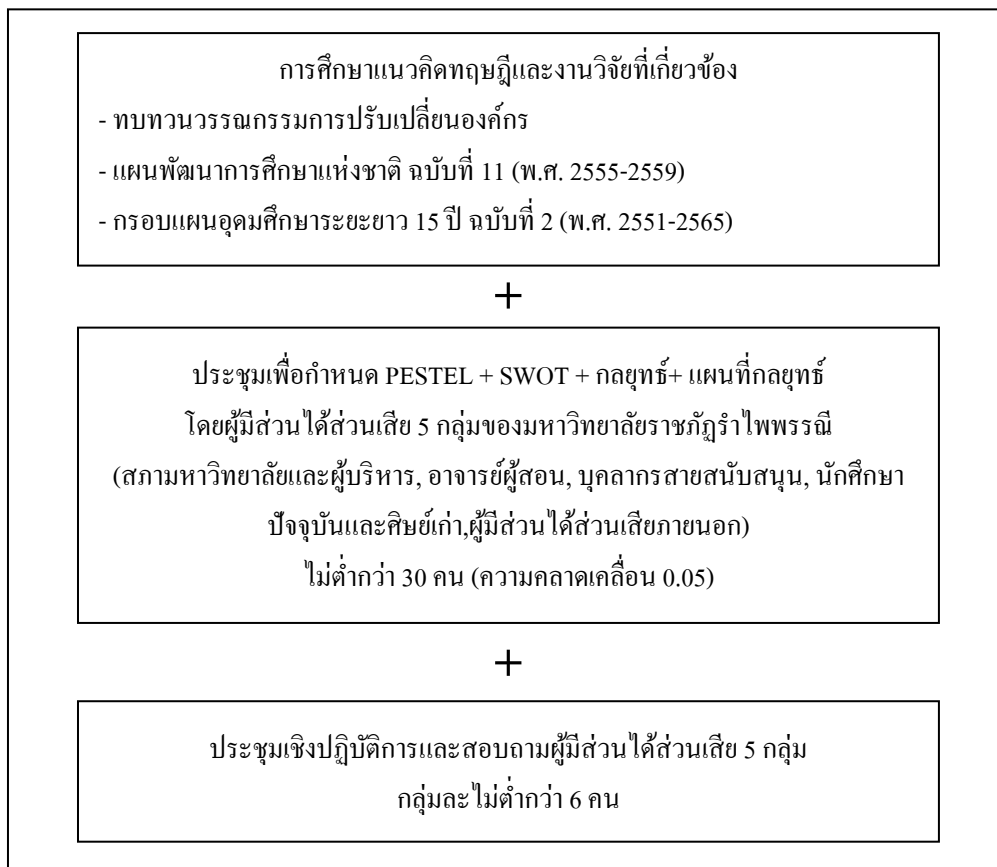 การศึกษาแนวคิดทฤษฎีและงานวิจัยที่เกี่ยวข้อง
- ทบทวนวรรณกรรมการปรับเปลี่ยนองค์กร
- แผนพัฒนาการศึกษาแห่งชาติ ฉบับที่ 11 (พ.ศ. 2555-2559)
- กรอบแผนอุดมศึกษาระยะยาว 15 ปี ฉบับที่ 2 (พ.ศ. 2551-2565)
+
ประชุมเพื่อกำหนด PESTEL + SWOT + กลยุทธ์+ แผนที่กลยุทธ์
โดยผู้มีส่วนได้ส่วนเสีย 5 กลุ่มของมหาวิทยาลัยราชภัฏรำไพพรรณี
(สภามหาวิทยาลัยและผู้บริหาร, อาจารย์ผู้สอน, บุคลากรสายสนับสนุน, นักศึกษา
ปัจจุบันและศิษย์เก่า,ผู้มีส่วนได้ส่วนเสียภายนอก)
ไม่ต่ำกว่า 30 คน (ความคลาดเคลื่อน 0.05)
+
ประชุมเชิงปฏิบัติการและสอบถามผู้มีส่วนได้ส่วนเสีย 5 กลุ่ม
กลุ่มละไม่ต่ำกว่า 6 คน